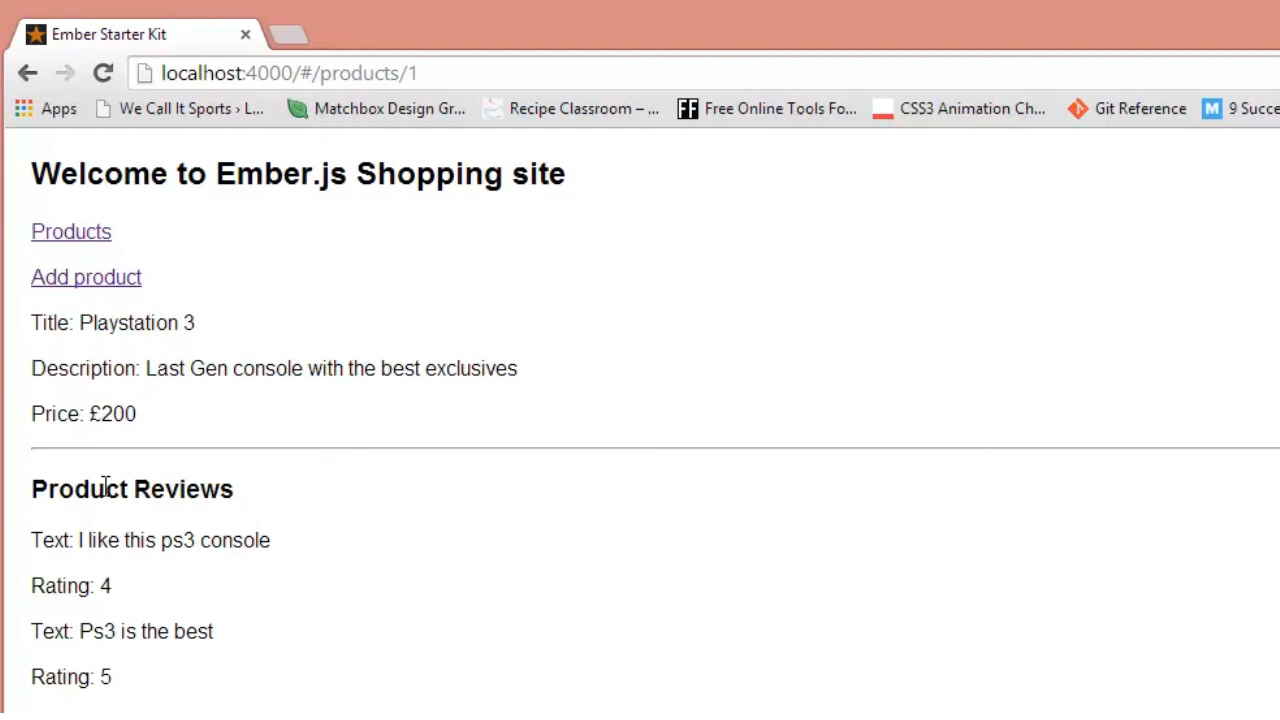 Ember Starter Kit
localhost:4000/#/products/1
Apps We Call It Sports › L... Matchbox Design Gr... Recipe Classroom – ... FF Free Online Tools Fo... CSS3 Animation Ch... Git Reference M 9 Succe
Welcome to Ember.js Shopping site
Products
Add product
Title: Playstation 3
Description: Last Gen console with the best exclusives
Price: £200
Product Reviews
Text: I like this ps3 console
Rating: 4
Text: Ps3 is the best
Rating: 5